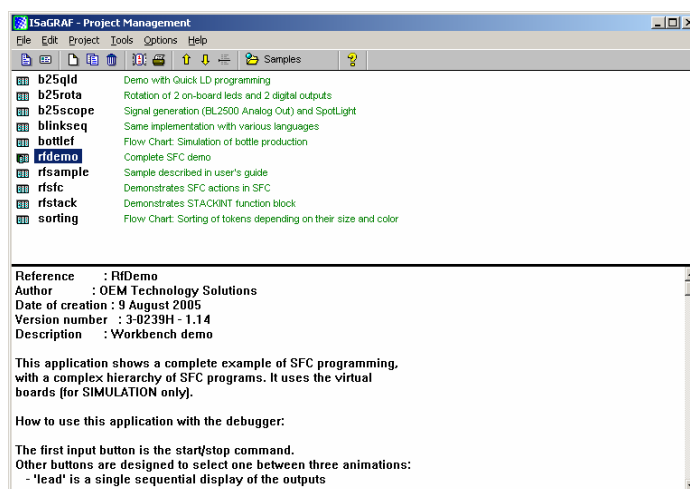 ISaGRAF - Project Management
File Edit Project Tools Options Help
Samples
b25qld Demo with Quick LD programming
b25rota Rotation of 2 on-board leds and 2 digital outputs
b25scope Signal generation (BL2500 Analog Out) and SpotLight
blinkseq Same implementation with various languages
bottlef Flow Chart: Simulation of bottle production
rfdemo Complete SFC demo
rfsample Sample described in user's guide
rfsfc Demonstrates SFC actions in SFC
rfstack Demonstrates STACKINT function block
sorting Flow Chart: Sorting of tokens depending on their size and color
Reference : RfDemo
Author : OEM Technology Solutions
Date of creation : 9 August 2005
Version number : 3-0239H - 1.14
Description : Workbench demo
This application shows a complete example of SFC programming,
with a complex hierarchy of SFC programs. It uses the virtual
boards (for SIMULATION only).
How to use this application with the debugger:
The first input button is the start/stop command.
Other buttons are designed to select one between three animations:
- 'lead' is a single sequential display of the outputs